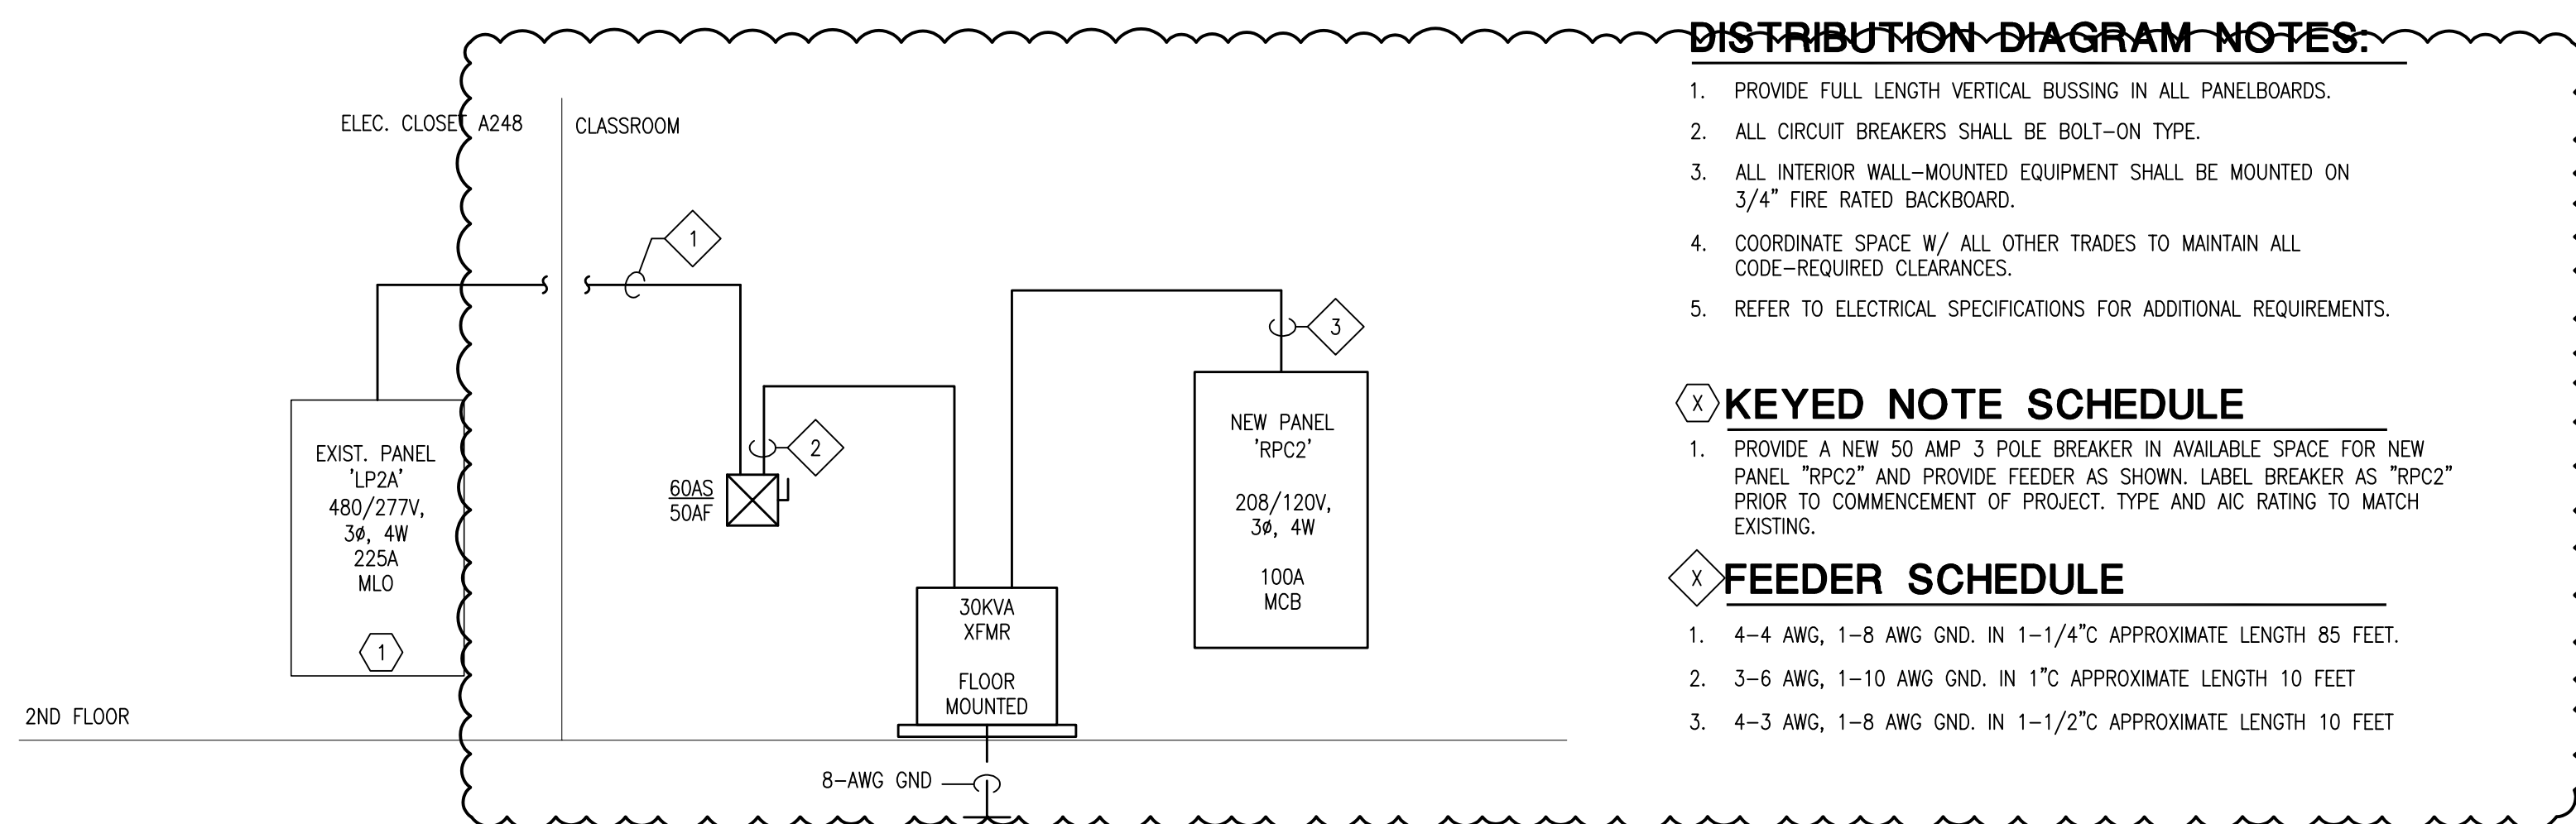 ELEC. CLOSET A248
CLASSROOM
1
2
3
EXIST. PANEL
'LP2A'
480/277V,
3ø, 4W
225A
MLO
1
60AS
50AF
30KVA
XFMR
FLOOR
MOUNTED
NEW PANEL
'RPC2'
208/120V,
3ø, 4W
100A
MCB
2ND FLOOR
8-AWG GND
DISTRIBUTION DIAGRAM NOTES:
1. PROVIDE FULL LENGTH VERTICAL BUSSING IN ALL PANELBOARDS.
2. ALL CIRCUIT BREAKERS SHALL BE BOLT-ON TYPE.
3. ALL INTERIOR WALL-MOUNTED EQUIPMENT SHALL BE MOUNTED ON
3/4" FIRE RATED BACKBOARD.
4. COORDINATE SPACE W/ ALL OTHER TRADES TO MAINTAIN ALL
CODE-REQUIRED CLEARANCES.
5. REFER TO ELECTRICAL SPECIFICATIONS FOR ADDITIONAL REQUIREMENTS.
X KEYED NOTE SCHEDULE
1. PROVIDE A NEW 50 AMP 3 POLE BREAKER IN AVAILABLE SPACE FOR NEW
PANEL "RPC2" AND PROVIDE FEEDER AS SHOWN. LABEL BREAKER AS "RPC2"
PRIOR TO COMMENCEMENT OF PROJECT. TYPE AND AIC RATING TO MATCH
EXISTING.
X FEEDER SCHEDULE
1. 4-4 AWG, 1-8 AWG GND. IN 1-1/4"C APPROXIMATE LENGTH 85 FEET.
2. 3-6 AWG, 1-10 AWG GND. IN 1"C APPROXIMATE LENGTH 10 FEET
3. 4-3 AWG, 1-8 AWG GND. IN 1-1/2"C APPROXIMATE LENGTH 10 FEET